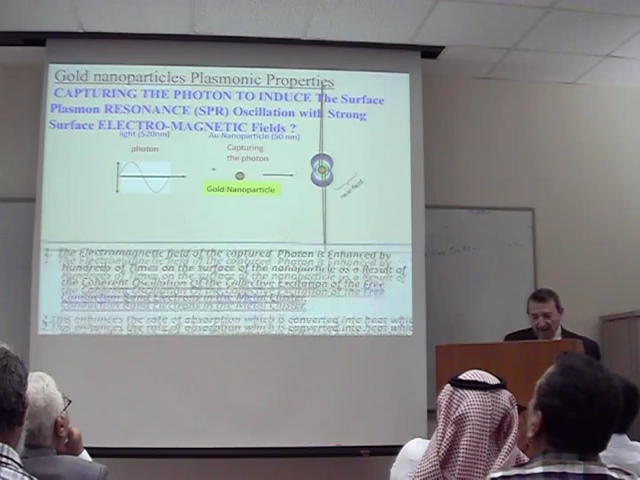 Gold nanoparticles Plasmonic Properties
CAPTURING THE PHOTON TO INDUCE The Surface
Plasmon RESONANCE (SPR) Oscillation with Strong
Surface ELECTRO-MAGNETIC Fields ?
light (520nm)
Au Nanoparticle (50 nm)
photon
Capturing
the photon
Gold Nanoparticle
near-field
The Electromagnetic field of the captured Photon is Enhanced by
hundreds of Times on the surface of the nanoparticle as a Result of
the Coherent Oscillation Of the Collective Excitation of the Free
Conduction Band Electrons in the
enhances the rate of absorption which is converted into heat